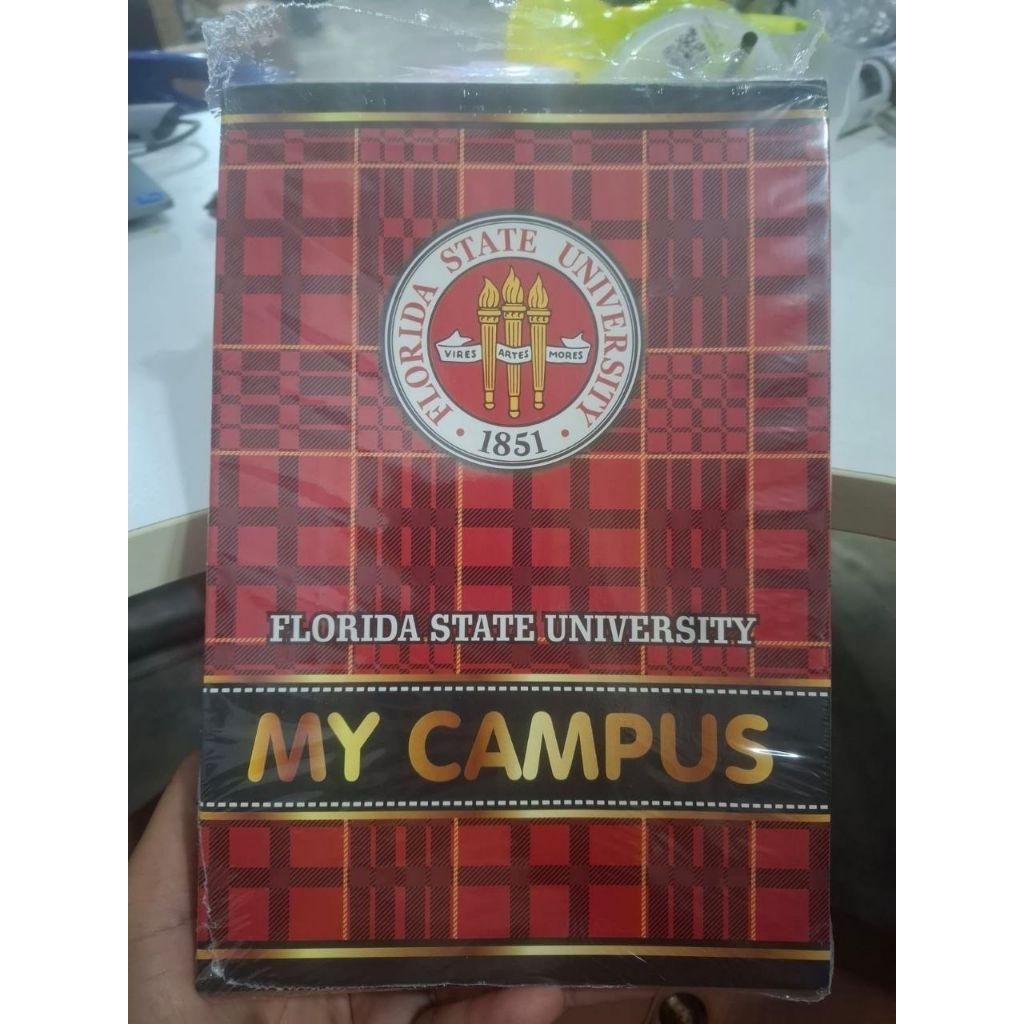 FLORIDA STATE UNIVERSITY
VIRES ARTES MORES
• 1851 •
FLORIDA STATE UNIVERSITY
MY CAMPUS